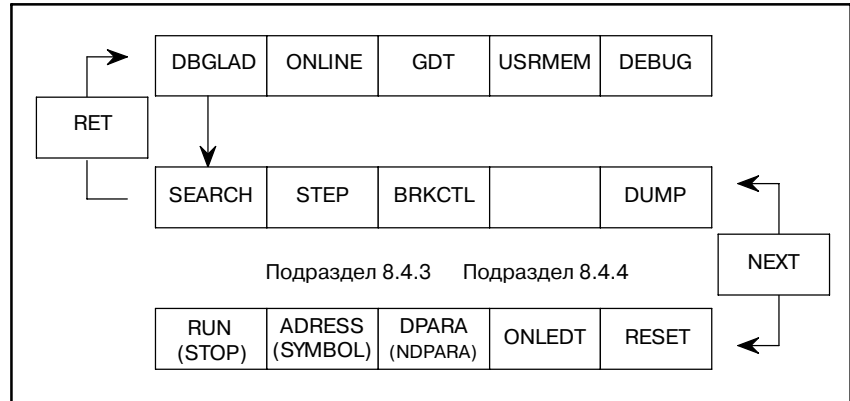 DBGLAD ONLINE GDT USRMEM DEBUG
RET
SEARCH STEP BRKCTL DUMP
NEXT
Подраздел 8.4.3 Подраздел 8.4.4
RUN ADRESS DPARA ONLEDT RESET
(STOP) (SYMBOL) (NDPARA)